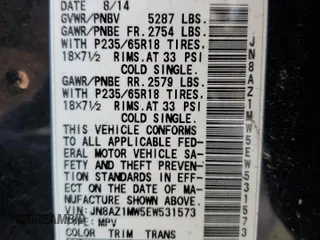 8/14
GVWR/PNBV 5287 LBS.
GAWR/PNBE FR. 2754 LBS.
WITH P235/65R18 TIRES,
18×7½ RIMS, AT 33 PSI
COLD SINGLE.
GAWR/PNBE RR. 2579 LBS.
WITH P235/65R18 TIRES,
18×7½ RIMS, AT 33 PSI
COLD SINGLE.
THIS VEHICLE CONFORMS
TO ALL APPLICABLE FED-
ERAL MOTOR VEHICLE SA-
FETY AND THEFT PREVEN-
TION STANDARDS IN EFF-
ECT ON THE DATE OF MA-
NUFACTURE SHOWN
ABOVE.
VIN: JN8AZ1MW5EW531573
TYPE: MPV
COLOR TRIM TRANS
JN8AZ1MW5EW531573